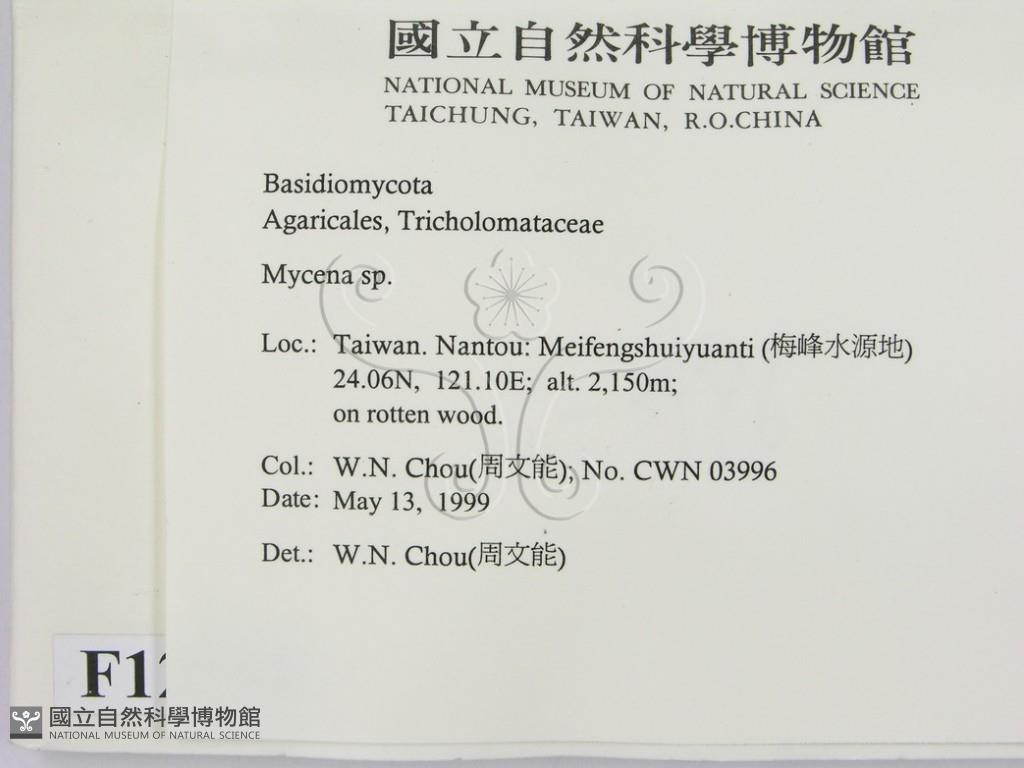 國立自然科學博物館
NATIONAL MUSEUM OF NATURAL SCIENCE
TAICHUNG, TAIWAN, R.O.CHINA
Basidiomycota
Agaricales, Tricholomataceae
Mycena sp.
Loc.: Taiwan. Nantou: Meifengshuiyuanti (梅峰水源地)
24.06N, 121.10E; alt. 2,150m;
on rotten wood.
Col.: W.N. Chou(周文能); No. CWN 03996
Date: May 13, 1999
Det.: W.N. Chou(周文能)
F12
國立自然科學博物館
NATIONAL MUSEUM OF NATURAL SCIENCE